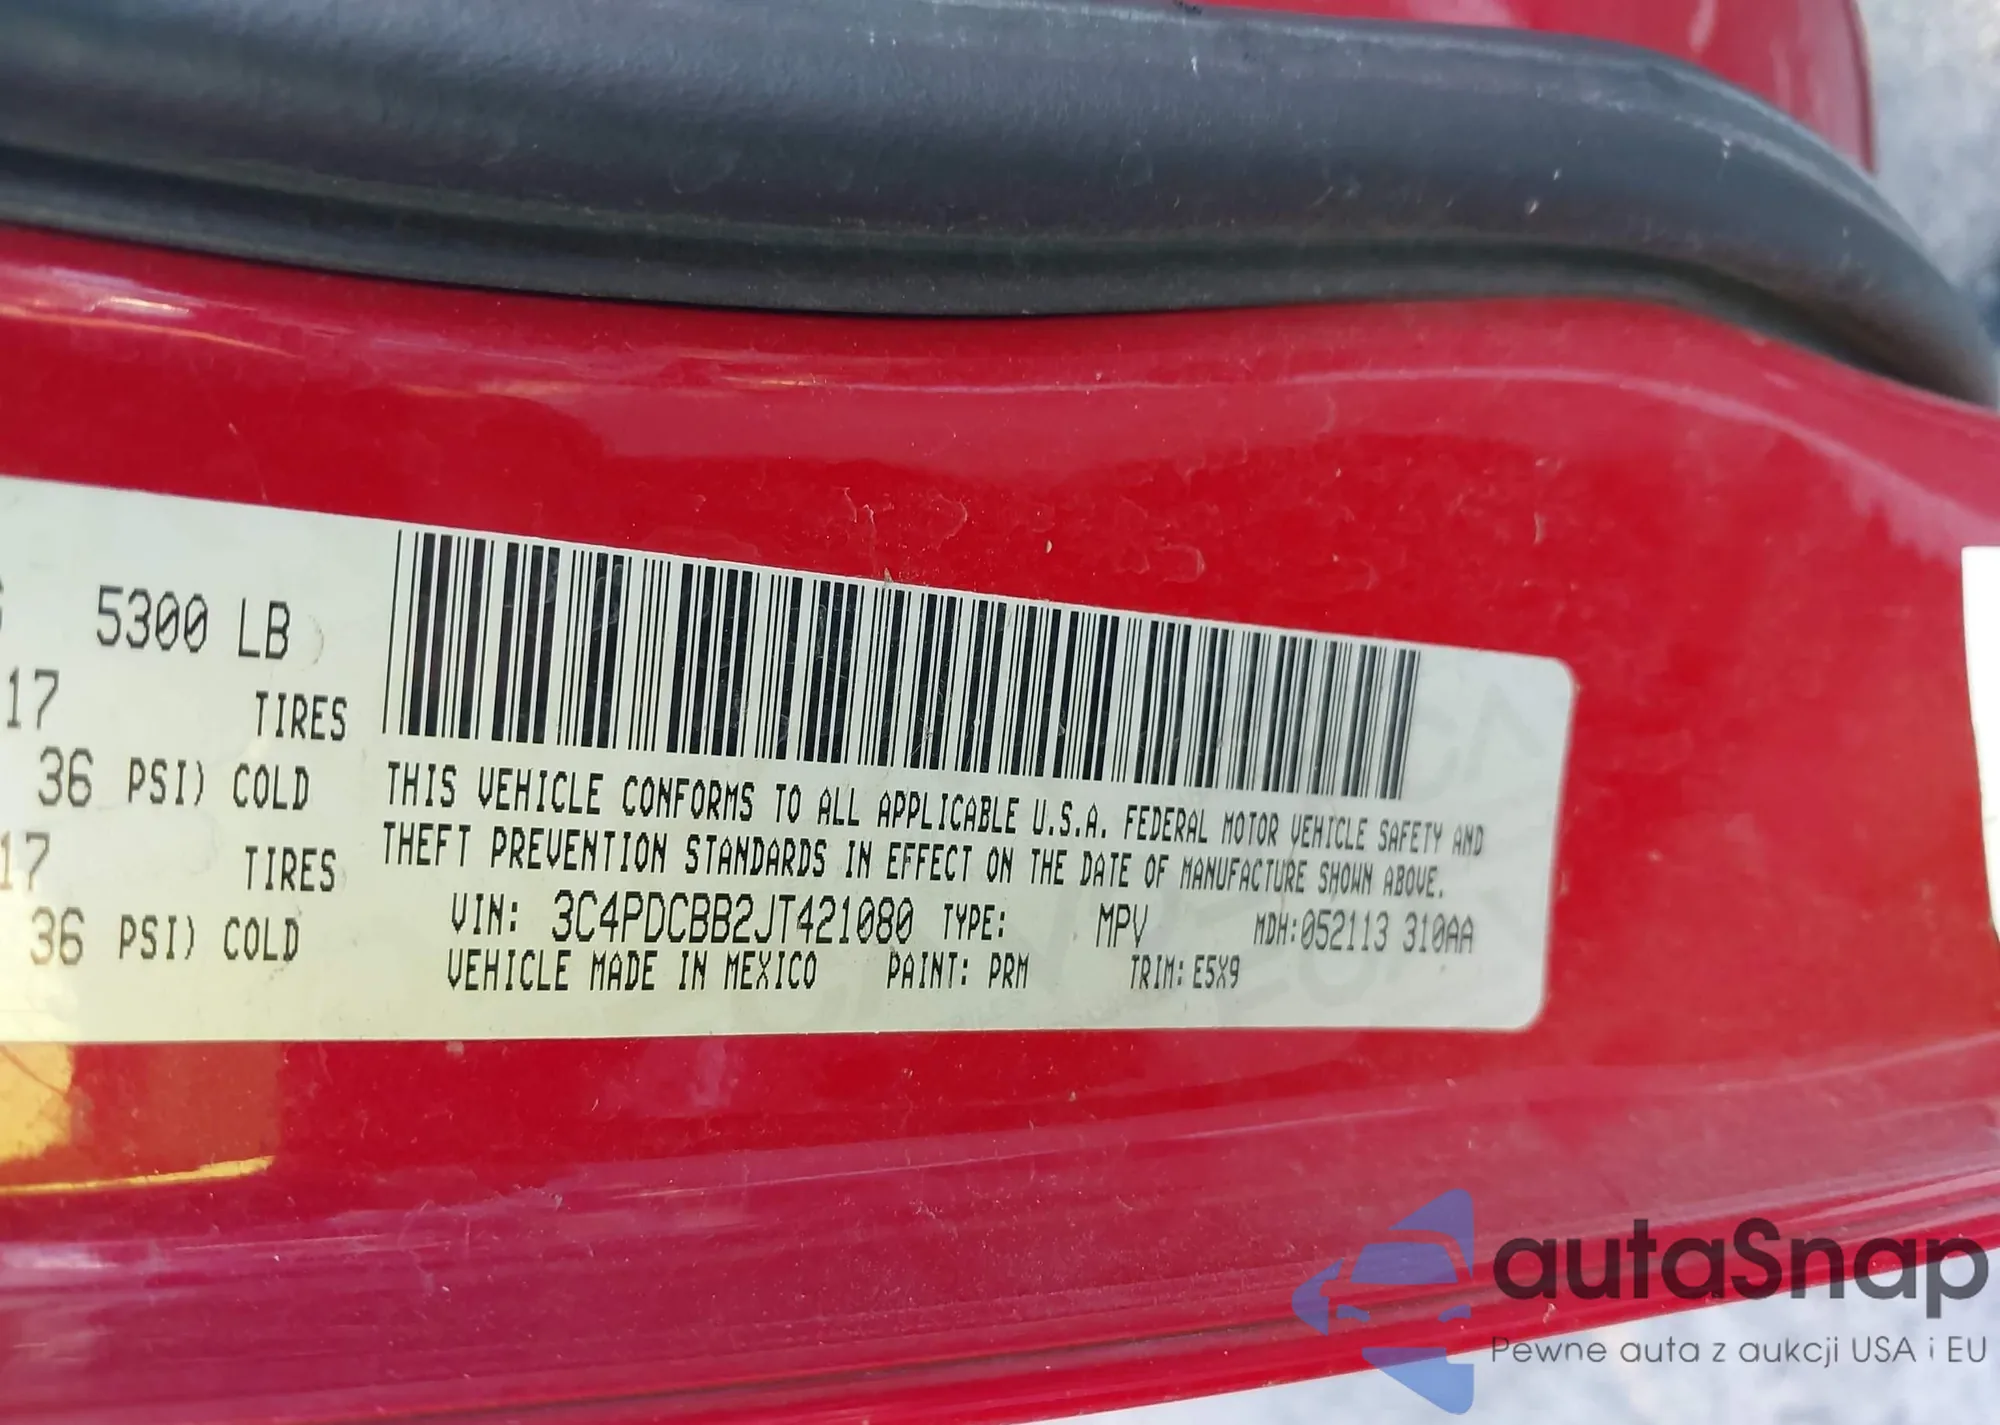 5300 LB
17 TIRES
36 PSI) COLD
17 TIRES
36 PSI) COLD
THIS VEHICLE CONFORMS TO ALL APPLICABLE U.S.A. FEDERAL MOTOR VEHICLE SAFETY AND
THEFT PREVENTION STANDARDS IN EFFECT ON THE DATE OF MANUFACTURE SHOWN ABOVE.
VIN: 3C4PDCBB2JT421080 TYPE: MPV MDH:052113 310AA
VEHICLE MADE IN MEXICO PAINT: PRM TRIM: E5X9
autaSnap
Pewne auta z aukcji USA i EU